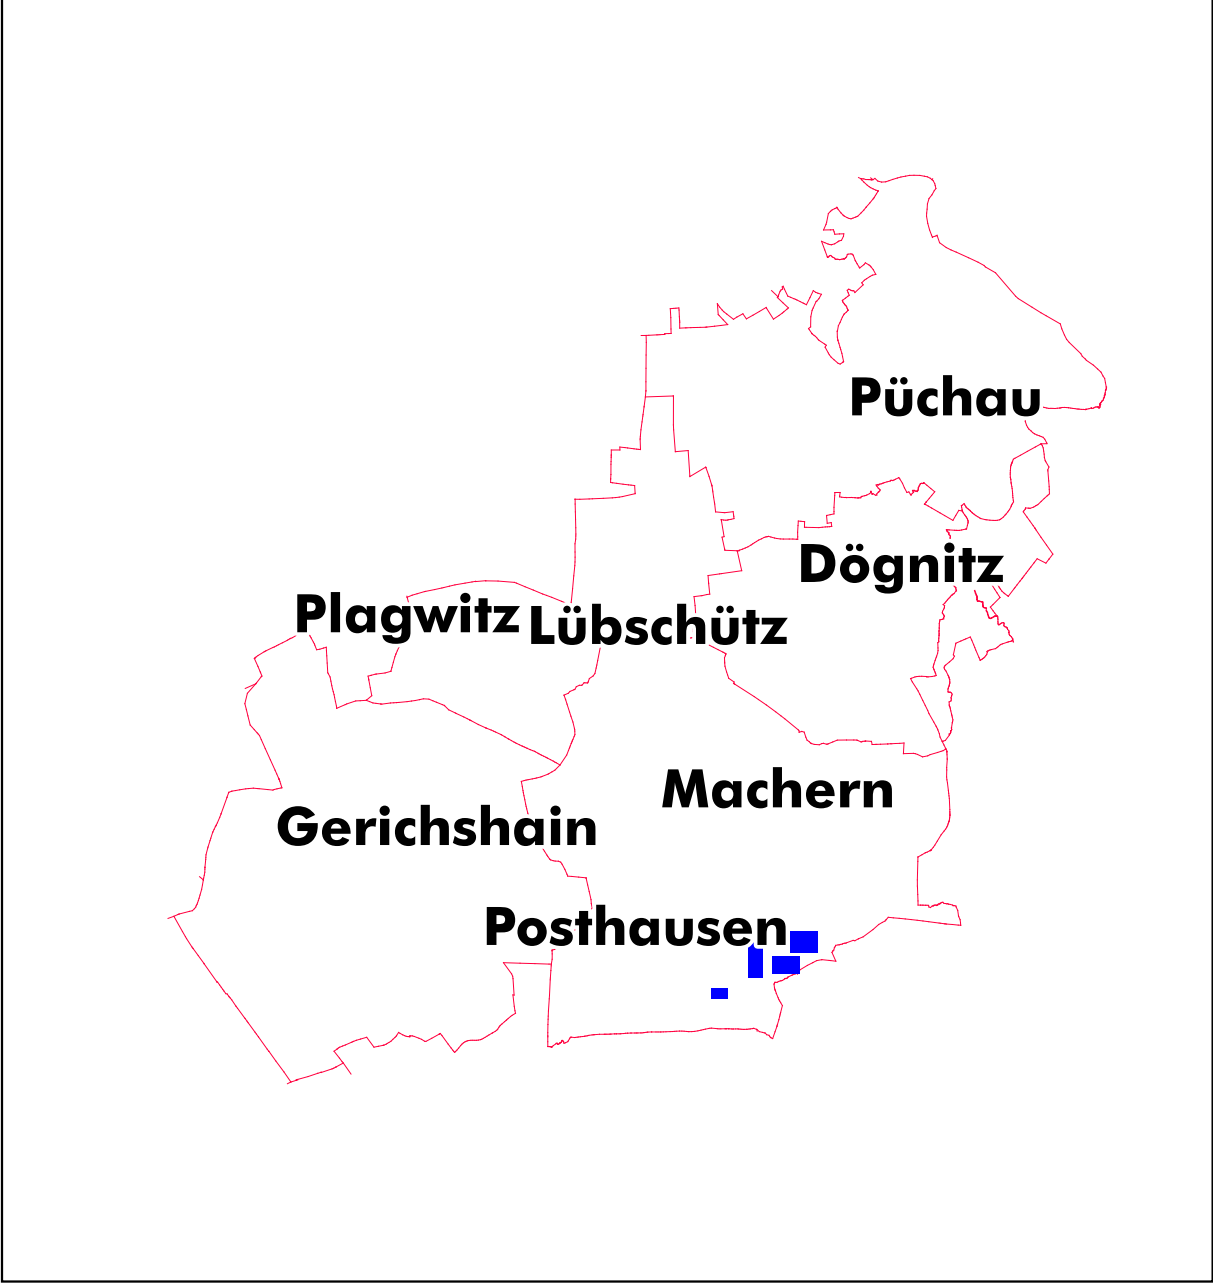 Püchau
Dögnitz
Plagwitz
Lübschütz
Machern
Gerichshain
Posthausen